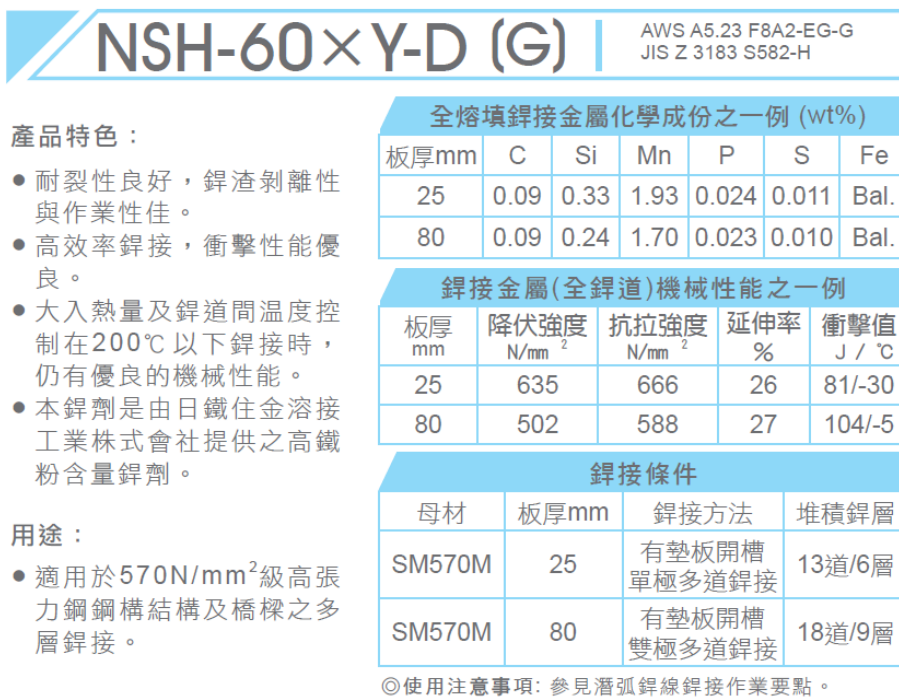 NSH-60×Y-D (G)
AWS A5.23 F8A2-EG-G
JIS Z 3183 S582-H
產品特色：
●耐裂性良好，銲渣剝離性
與作業性佳。
●高效率銲接，衝擊性能優
良。
●大入熱量及銲道間温度控
制在200℃以下銲接時，
仍有優良的機械性能。
●本銲劑是由日鐵住金溶接
工業株式會社提供之高鐵
粉含量銲劑。
用途：
●適用於570N/mm²級高張
力鋼鋼構結構及橋樑之多
層銲接。
全熔填銲接金屬化學成份之一例 (wt%)
板厚mm C Si Mn P S Fe
25 0.09 0.33 1.93 0.024 0.011 Bal.
80 0.09 0.24 1.70 0.023 0.010 Bal.
銲接金屬(全銲道)機械性能之一例
板厚 降伏強度 抗拉強度 延伸率 衝擊值
mm N/mm ² N/mm ² % J / ℃
25 635 666 26 81/-30
80 502 588 27 104/-5
銲接條件
母材 板厚mm 銲接方法 堆積銲層
SM570M 25 有墊板開槽 13道/6層
單極多道銲接
SM570M 80 有墊板開槽 18道/9層
雙極多道銲接
◎使用注意事項: 參見潛弧銲線銲接作業要點。